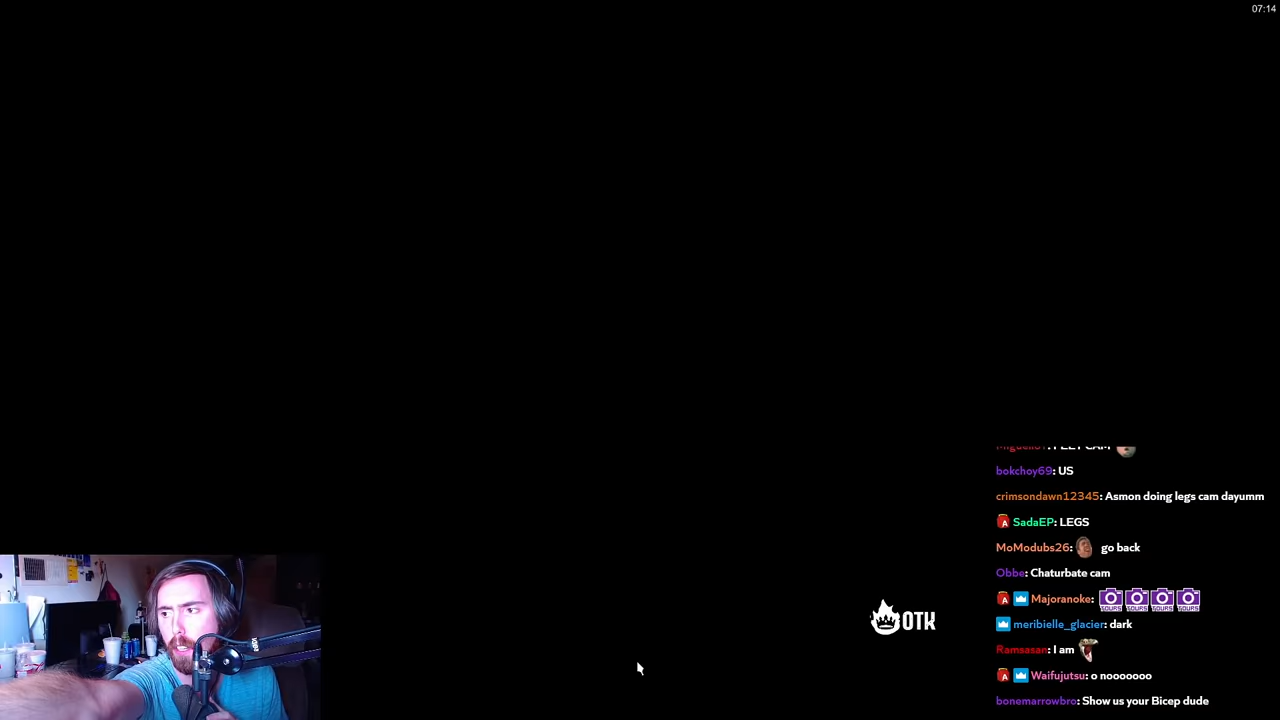 07:14
bokchoy69: US
crimsondawn12345: Asmon doing legs cam dayumm
SadaEP: LEGS
MoModubs26: go back
Obbe: Chaturbate cam
Majoranoke:
meribielle_glacier: dark
OTK
Ramsasan: I am
Waifujutsu: o nooooooo
bonemarrowbro: Show us your Bicep dude